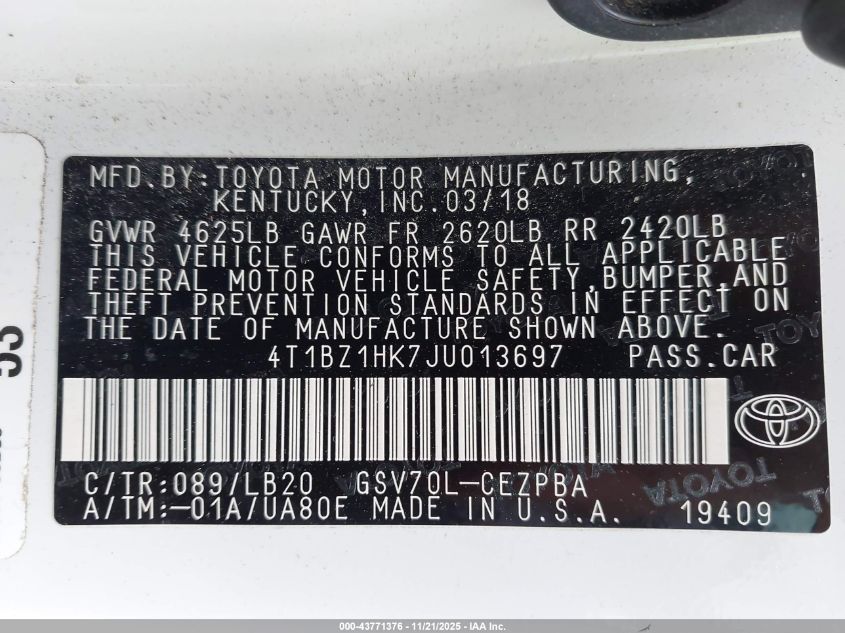 MFD.BY:TOYOTA MOTOR MANUFACTURING,
KENTUCKY, INC. 03/18
GVWR 4625LB GAWR FR 2620LB RR 2420LB
THIS VEHICLE CONFORMS TO ALL APPLICABLE
FEDERAL MOTOR VEHICLE SAFETY, BUMPER, AND
THEFT PREVENTION STANDARDS IN EFFECT ON
THE DATE OF MANUFACTURE SHOWN ABOVE.
4T1BZ1HK7JU013697 PASS.CAR
C/TR:089/LB20 GSV70L-CEZPBA
A/TM:-01A/UA80E MADE IN U.S.A. 19409
TOYOTA
53
000-43771376 - 11/21/2025 - IAA Inc.